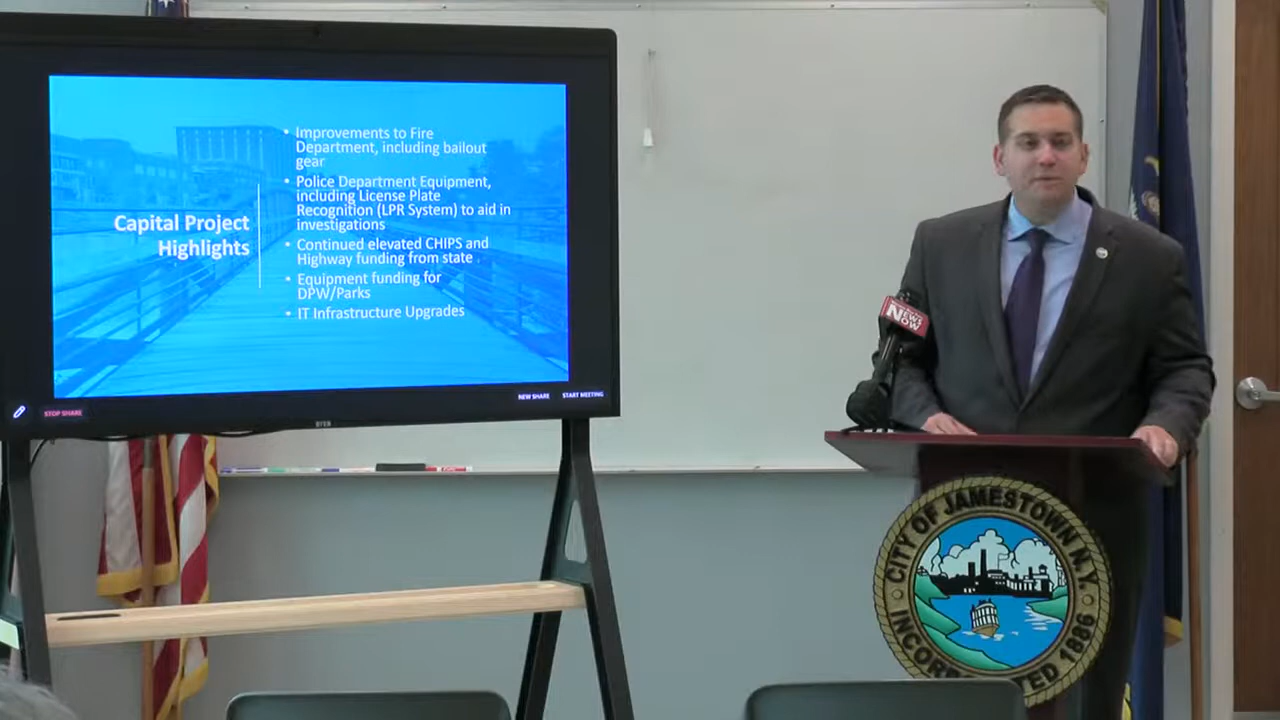 Capital Project
Highlights
• Improvements to Fire
Department, including bailout
gear
• Police Department Equipment,
including License Plate
Recognition (LPR System) to aid in
investigations
• Continued elevated CHIPS and
Highway funding from state
• Equipment funding for
DPW/Parks
• IT Infrastructure Upgrades
STOP SHARE
NEW SHARE
START MEETING
NEWS
NOW
CITY OF JAMESTOWN N.Y.
INCORPORATED 1886